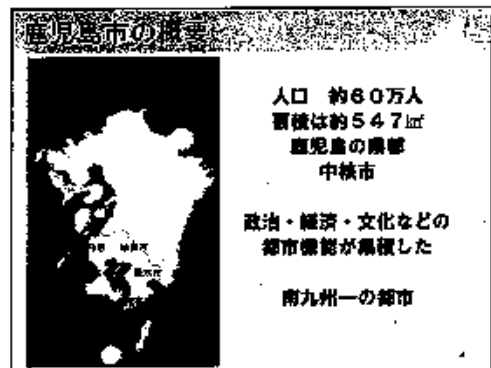 鹿児島市の概要
人口 約60万人
面積は約547㎢
鹿児島の県都
中核市
政治・経済・文化などの
都市機能が集積した
南九州一の都市